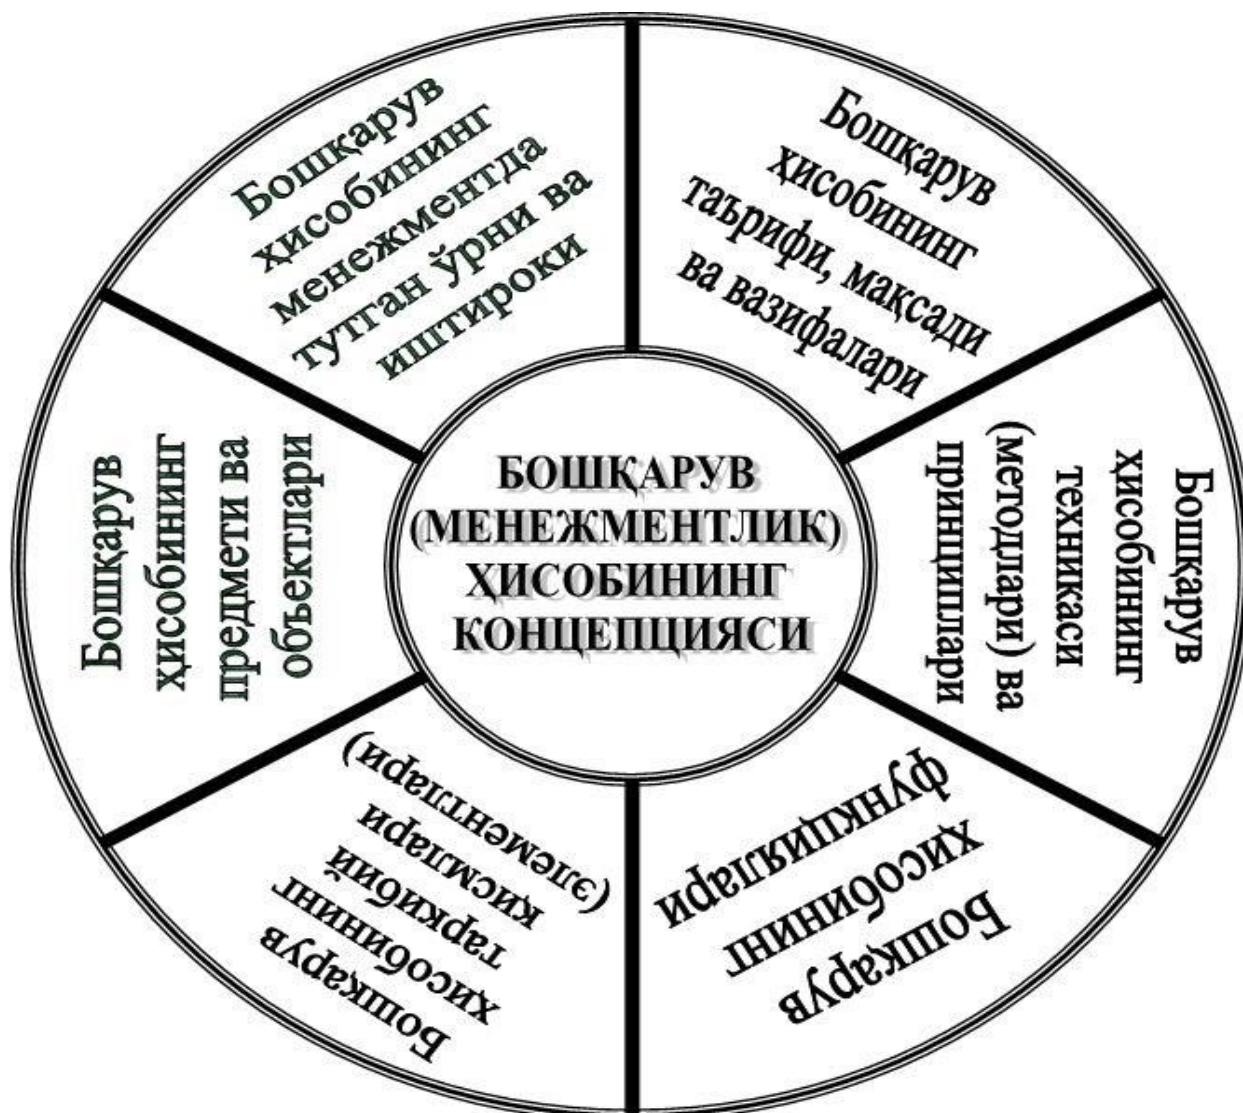 БОШҚАРУВ
(МЕНЕЖМЕНТЛИК)
ҲИСОБИНИНГ
КОНЦЕПЦИЯСИ
Бошқарув
ҳисобининг
таърифи, мақсади
ва вазифалари
Бошқарув
ҳисобининг
техникаси
(методлари) ва
принциплари
Бошқарув
ҳисобининг
функциялари
Бошқарув
ҳисобининг
таркибий
қисмлари
(элементлари)
Бошқарув
ҳисобининг
предмети ва
объектлари
Бошқарув
ҳисобининг
менежментда
тутган ўрни ва
иштироки